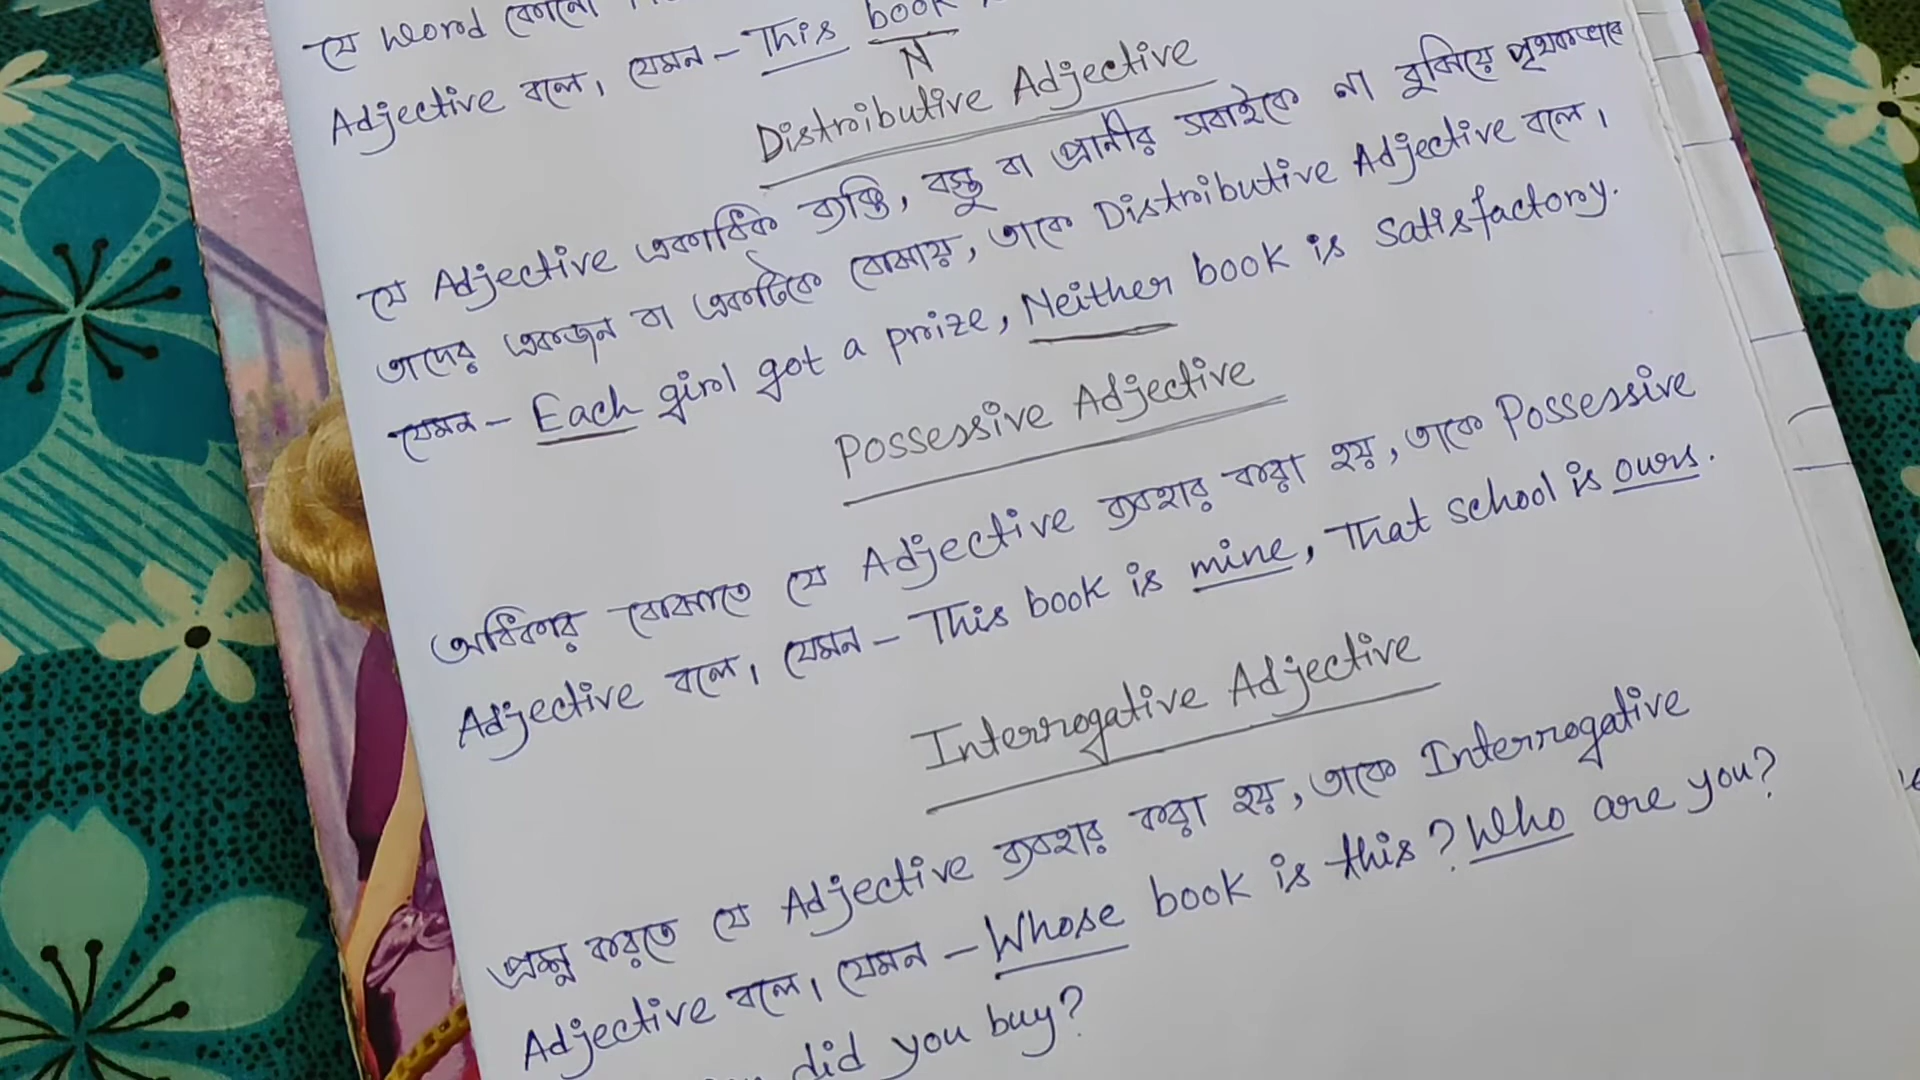 যে Word কোনো
Adjective বলে, যেমন – This book
N
Distributive Adjective
যে Adjective একাধিক ব্যক্তি, বস্তু বা প্রানীর সবাইকে না বুঝিয়ে পৃথকভাবে
তাদের একজন বা একটিকে বোঝায়, তাকে Distributive Adjective বলে।
যেমন – Each girl got a prize, Neither book is satisfactory.
Possessive Adjective
অধিকার বোঝাতে যে Adjective ব্যবহার করা হয়, তাকে Possessive
Adjective বলে, যেমন – This book is mine, That school is ours.
Interrogative Adjective
প্রশ্ন করতে যে Adjective ব্যবহার করা হয়, তাকে Interrogative
Adjective বলে, যেমন – Whose book is this? Who are you?
did you buy?